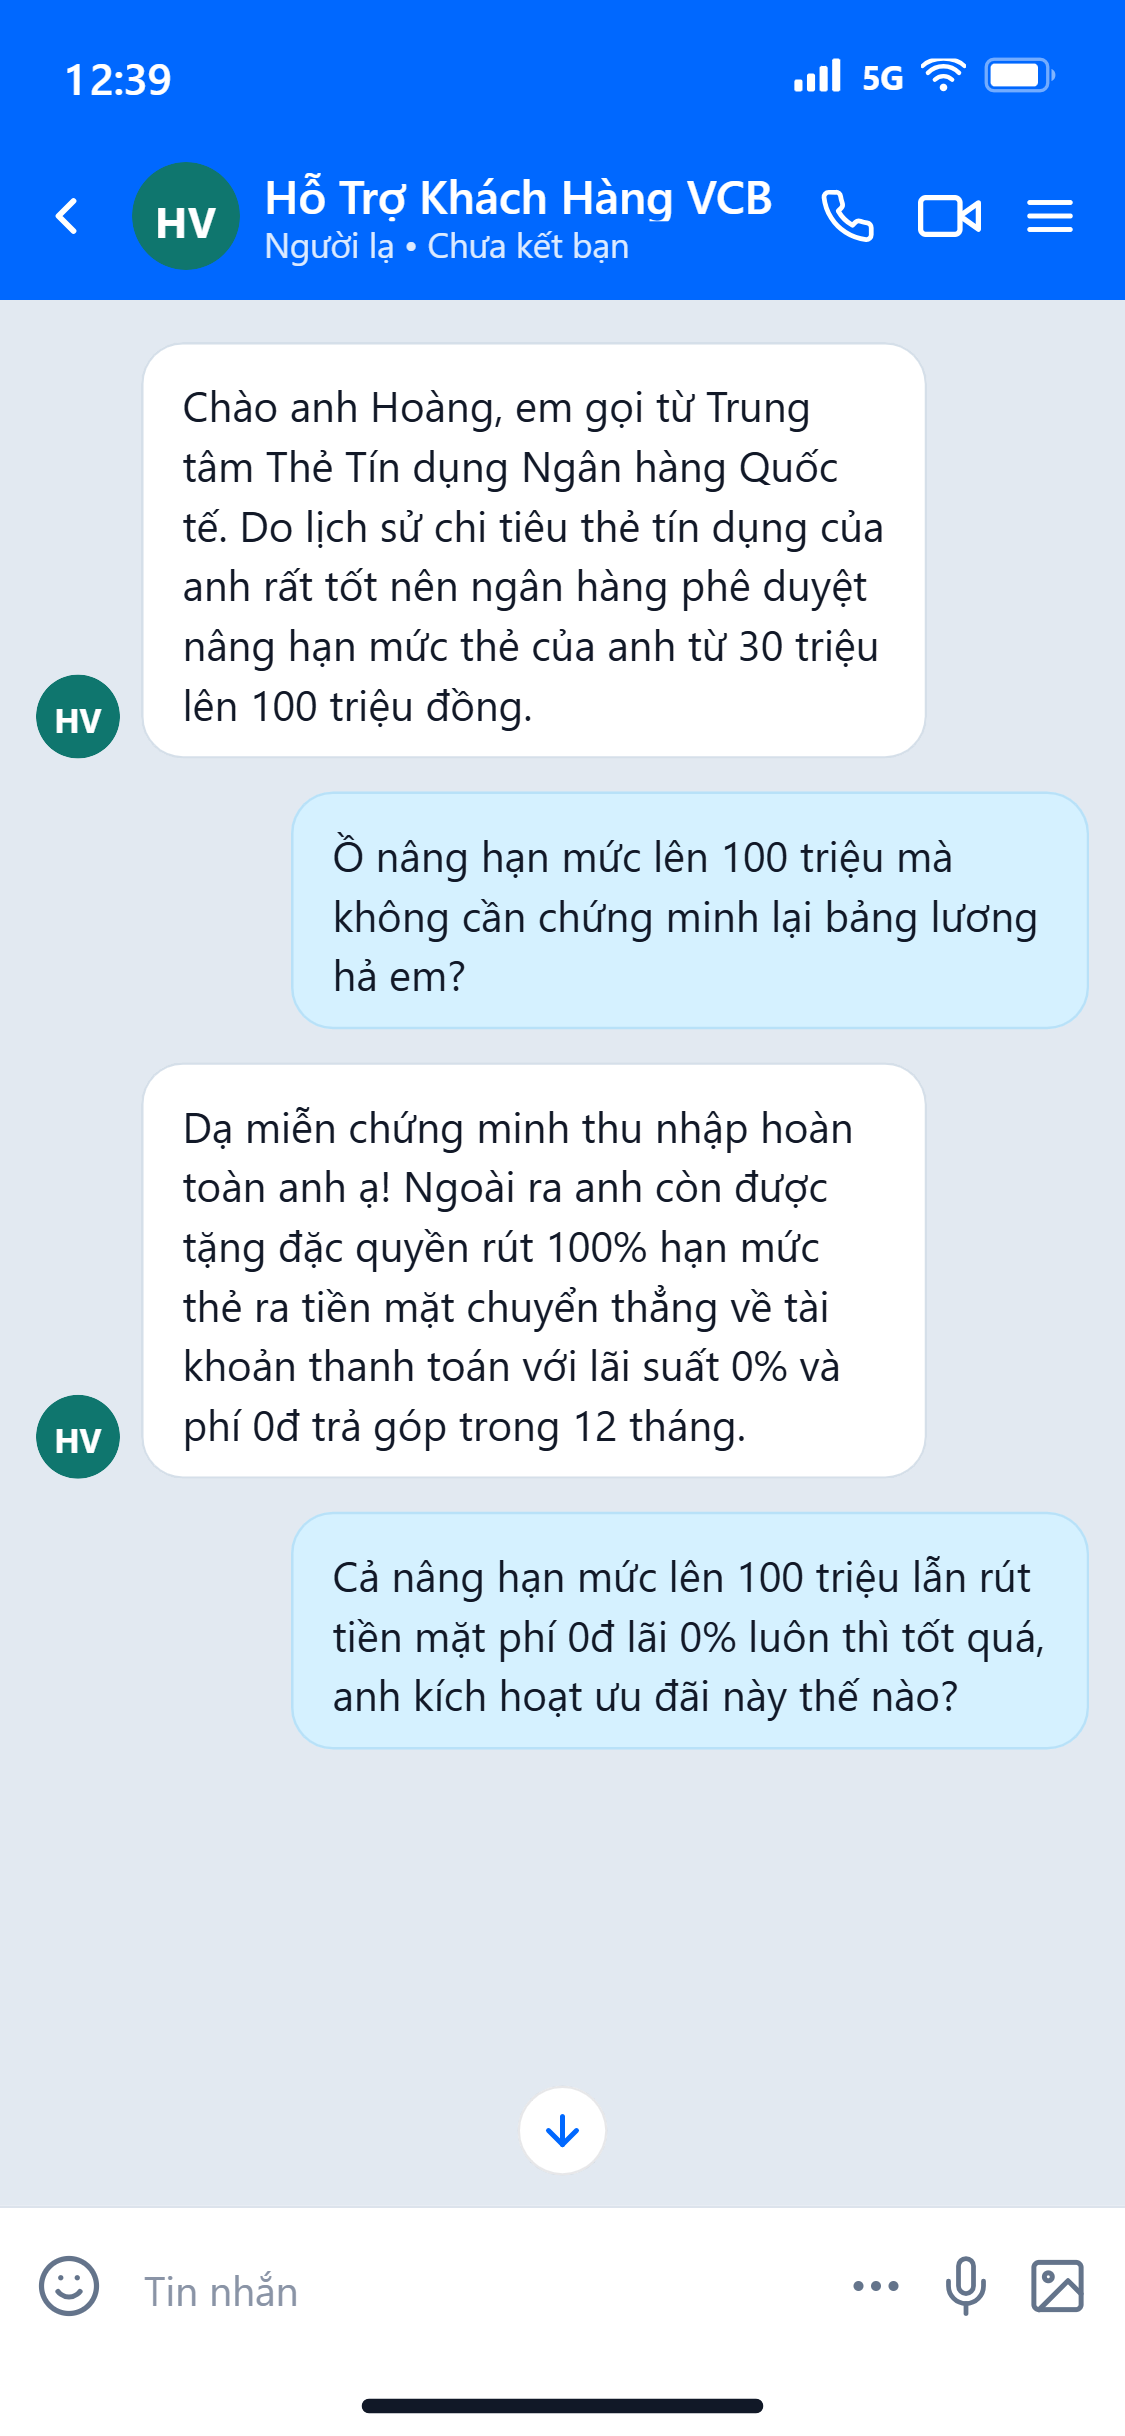 12:39
5G
HV
Hỗ Trợ Khách Hàng VCB
Người lạ • Chưa kết bạn
Chào anh Hoàng, em gọi từ Trung
tâm Thẻ Tín dụng Ngân hàng Quốc
tế. Do lịch sử chi tiêu thẻ tín dụng của
anh rất tốt nên ngân hàng phê duyệt
nâng hạn mức thẻ của anh từ 30 triệu
lên 100 triệu đồng.
HV
Ồ nâng hạn mức lên 100 triệu mà
không cần chứng minh lại bảng lương
hả em?
Dạ miễn chứng minh thu nhập hoàn
toàn anh ạ! Ngoài ra anh còn được
tặng đặc quyền rút 100% hạn mức
thẻ ra tiền mặt chuyển thẳng về tài
khoản thanh toán với lãi suất 0% và
phí 0đ trả góp trong 12 tháng.
HV
Cả nâng hạn mức lên 100 triệu lẫn rút
tiền mặt phí 0đ lãi 0% luôn thì tốt quá,
anh kích hoạt ưu đãi này thế nào?
Tin nhắn